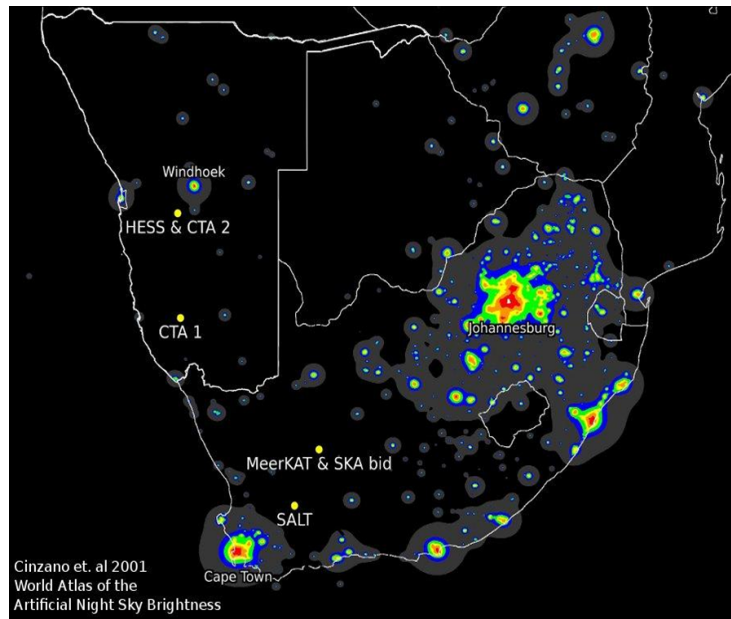 Windhoek
HESS & CTA 2
CTA 1
Johannesburg
MeerKAT & SKA bid
SALT
Cape Town
Cinzano et. al 2001
World Atlas of the
Artificial Night Sky Brightness